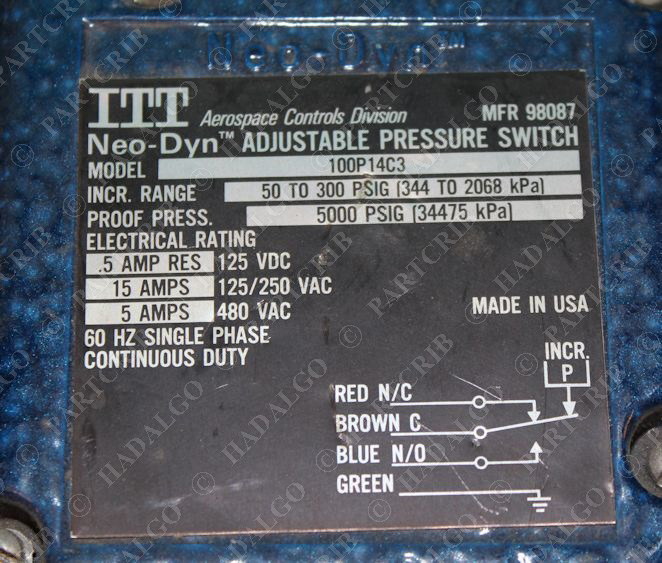 Neo-Dyn™
ITT Aerospace Controls Division MFR 98087
Neo-Dyn™ ADJUSTABLE PRESSURE SWITCH
MODEL 100P14C3
INCR. RANGE 50 TO 300 PSIG (344 TO 2068 kPa)
PROOF PRESS. 5000 PSIG (34475 kPa)
ELECTRICAL RATING
.5 AMP RES 125 VDC
15 AMPS 125/250 VAC
5 AMPS 480 VAC
MADE IN USA
60 HZ SINGLE PHASE
CONTINUOUS DUTY
INCR.
P
RED N/C
BROWN C
BLUE N/O
GREEN
© PARTCRIB © HADALGO